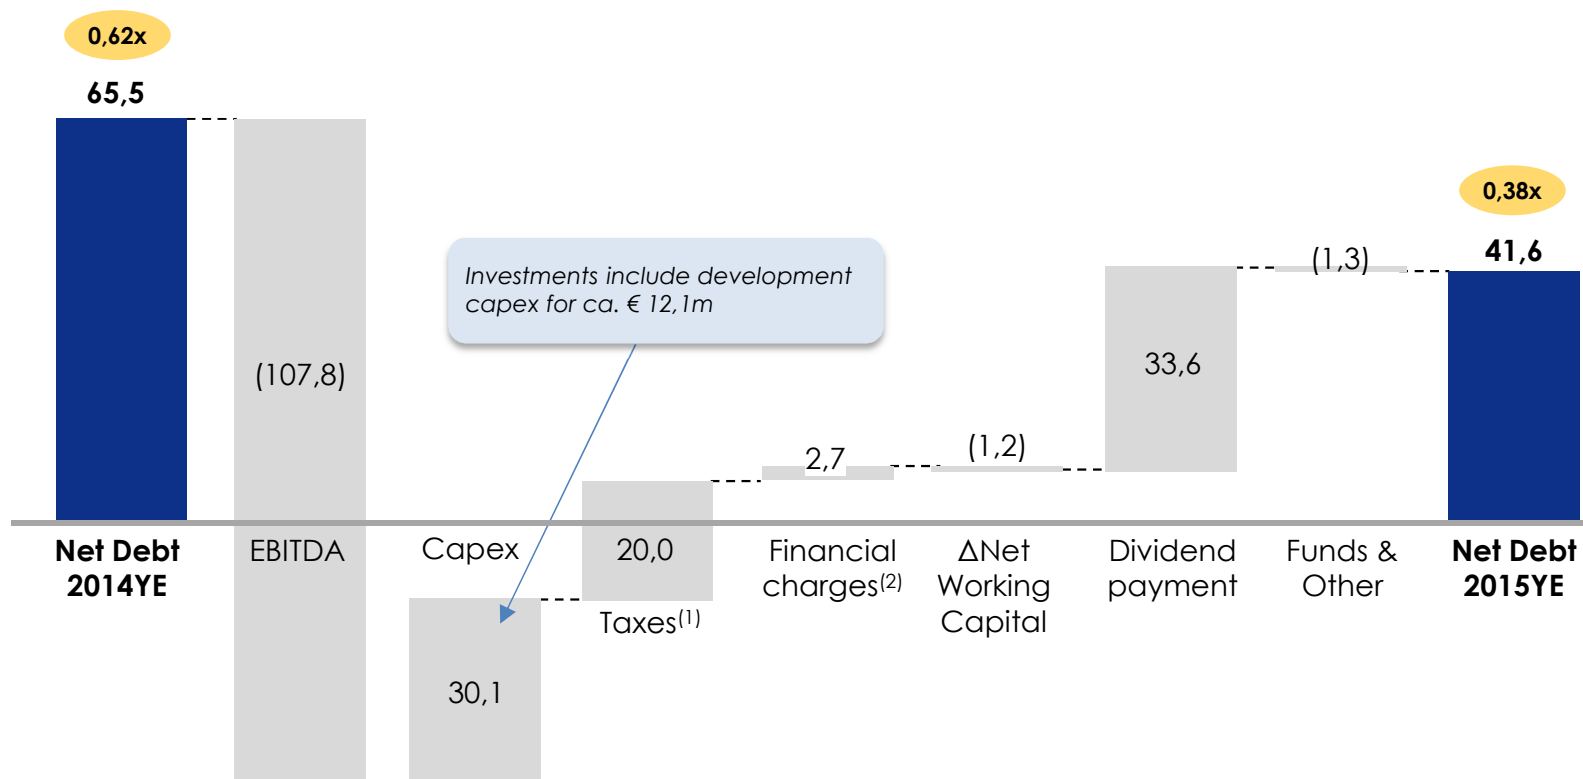 0,62x
65,5
0,38x
41,6
Investments include development
capex for ca. € 12,1m
(107,8)
30,1
20,0
2,7
(1,2)
33,6
(1,3)
Net Debt
2014YE
EBITDA
Capex
Taxes(1)
Financial
charges(2)
ΔNet
Working
Capital
Dividend
payment
Funds &
Other
Net Debt
2015YE